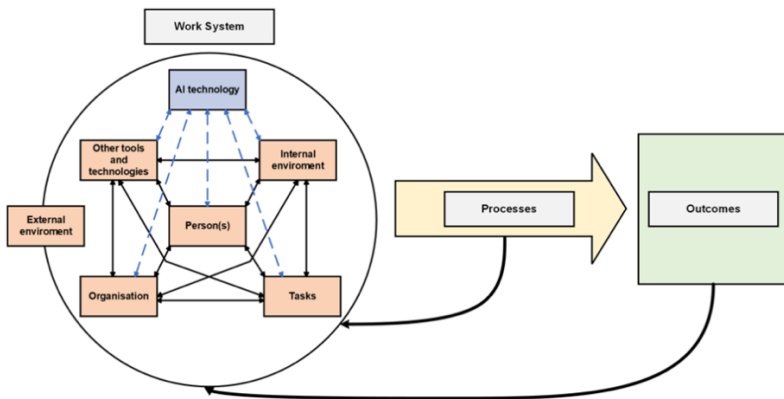 Work System
AI technology
Other tools
and
technologies
Internal
enviroment
External
enviroment
Person(s)
Processes
Outcomes
Organisation
Tasks